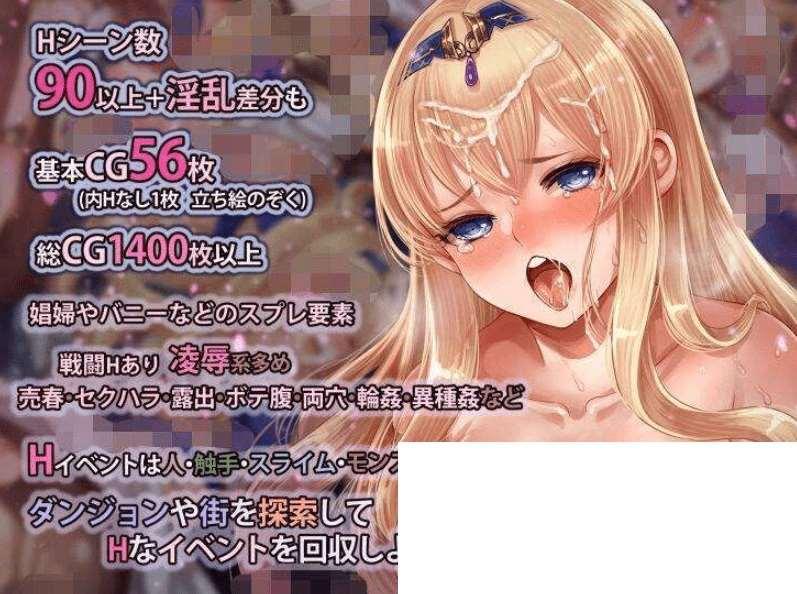 Hシーン数
90以上+淫乱差分も
基本CG56枚
(内Hなし1枚 立ち絵のぞく)
総CG1400枚以上
娼婦やバニーなどのスプレ要素
戦闘Hあり 凌辱系多め
売春・セクハラ・露出・ボテ腹・両穴・輪姦・異種姦など
Hイベントは人・触手・スライム・モンス
ダンジョンや街を探索して
Hなイベントを回収しよ